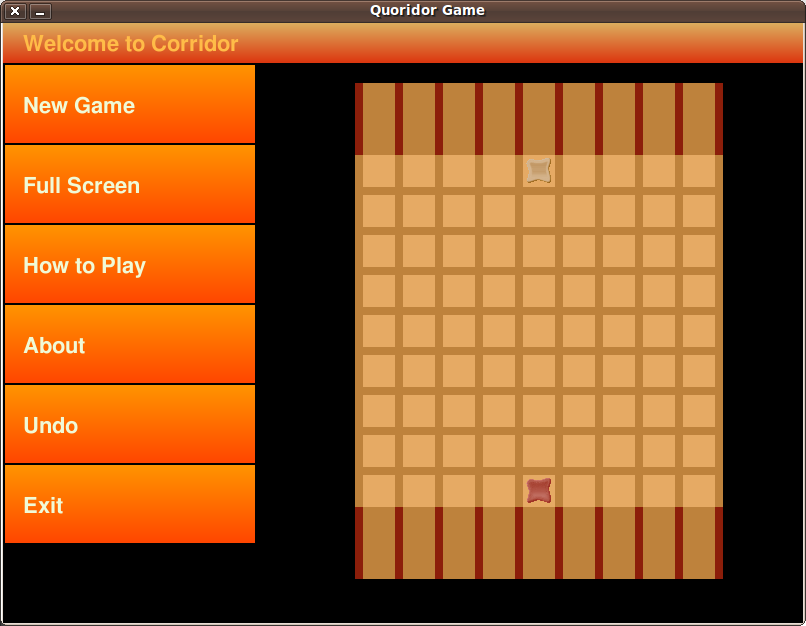 Quoridor Game
Welcome to Corridor
New Game
Full Screen
How to Play
About
Undo
Exit